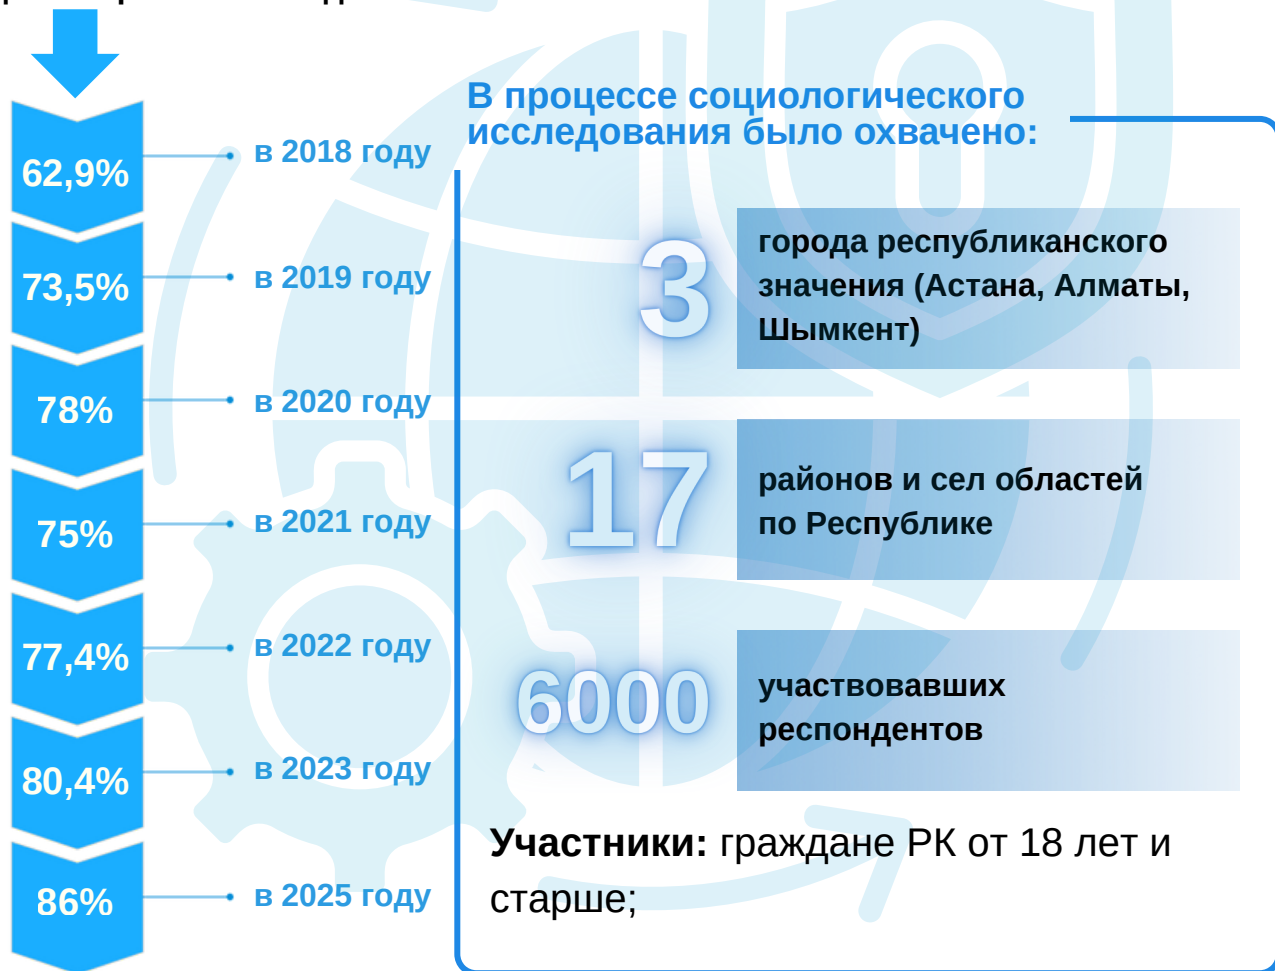 62,9%
в 2018 году
73,5%
в 2019 году
78%
в 2020 году
75%
в 2021 году
77,4%
в 2022 году
80,4%
в 2023 году
86%
в 2025 году
В процессе социологического
исследования было охвачено:
3
города республиканского
значения (Астана, Алматы,
Шымкент)
17
районов и сел областей
по Республике
6000
участвовавших
респондентов
Участники: граждане РК от 18 лет и
старше;